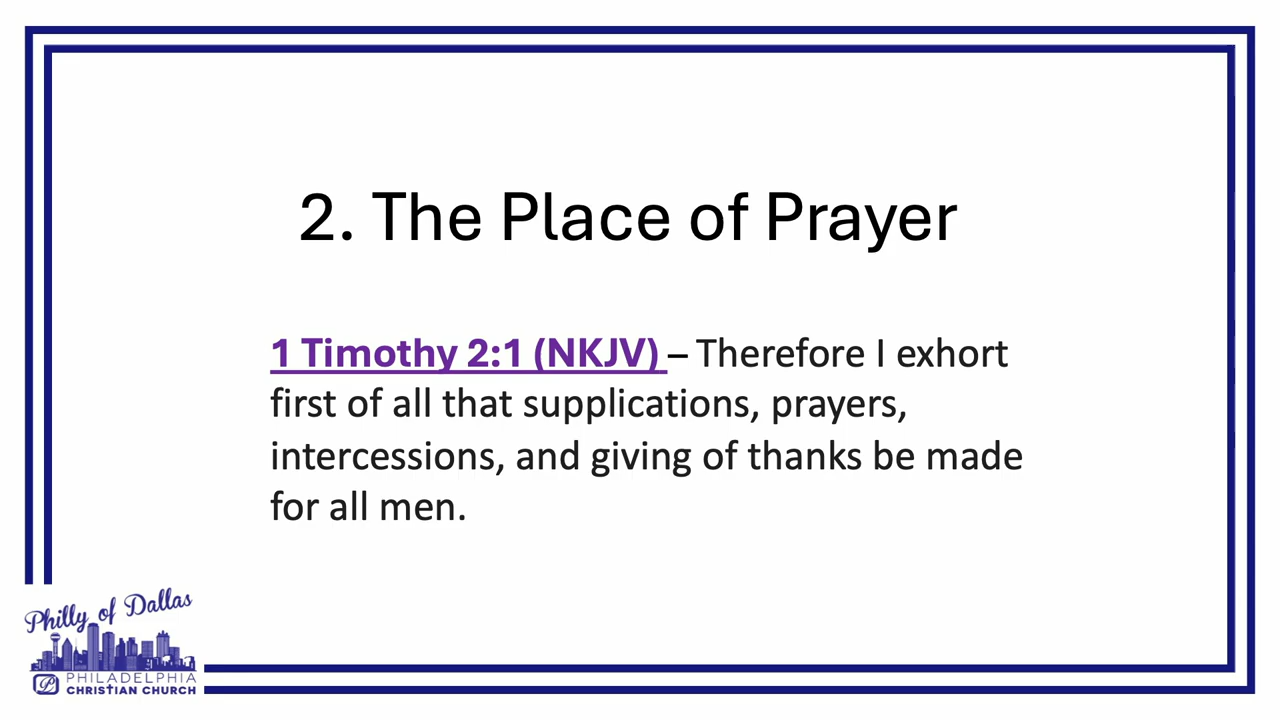 2. The Place of Prayer
1 Timothy 2:1 (NKJV) – Therefore I exhort
first of all that supplications, prayers,
intercessions, and giving of thanks be made
for all men.
Philly of Dallas
PHILADELPHIA
CHRISTIAN CHURCH